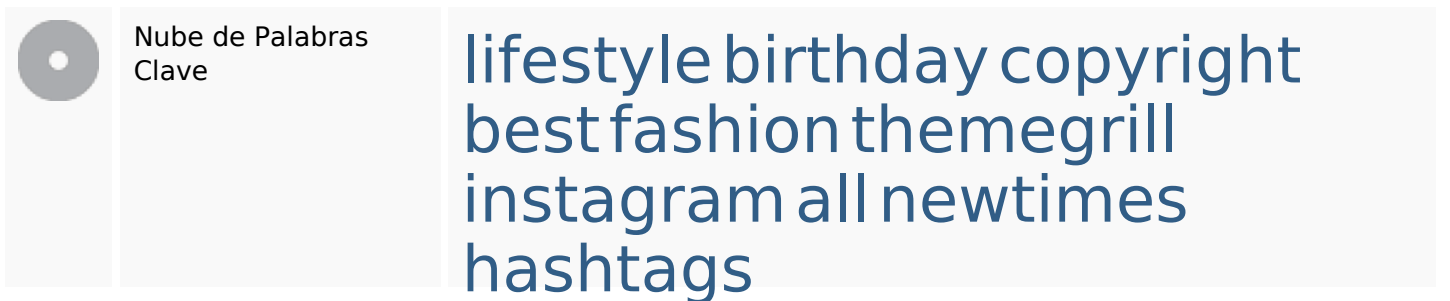 Nube de Palabras
Clave
lifestyle birthday copyright
best fashion themegrill
instagram all newtimes
hashtags